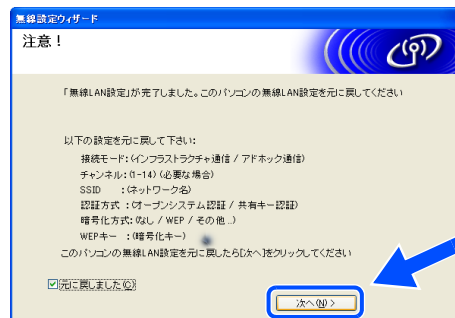 無線設定ウィザード
注意！
「無線LAN設定」が完了しました。このパソコンの無線LAN設定を元に戻してください
以下の設定を元に戻して下さい:
接続モード:(インフラストラクチャ通信 / アドホック通信)
チャンネル:(1-14) (必要な場合)
SSID :(ネットワーク名)
認証方式 :(オープンシステム認証 / 共有キー認証)
暗号化方式:(なし / WEP / その他...)
WEPキー :(暗号化キー)
このパソコンの無線LAN設定を元に戻したら[次へ]をクリックしてください
元に戻しました(C)
次へ(N) >